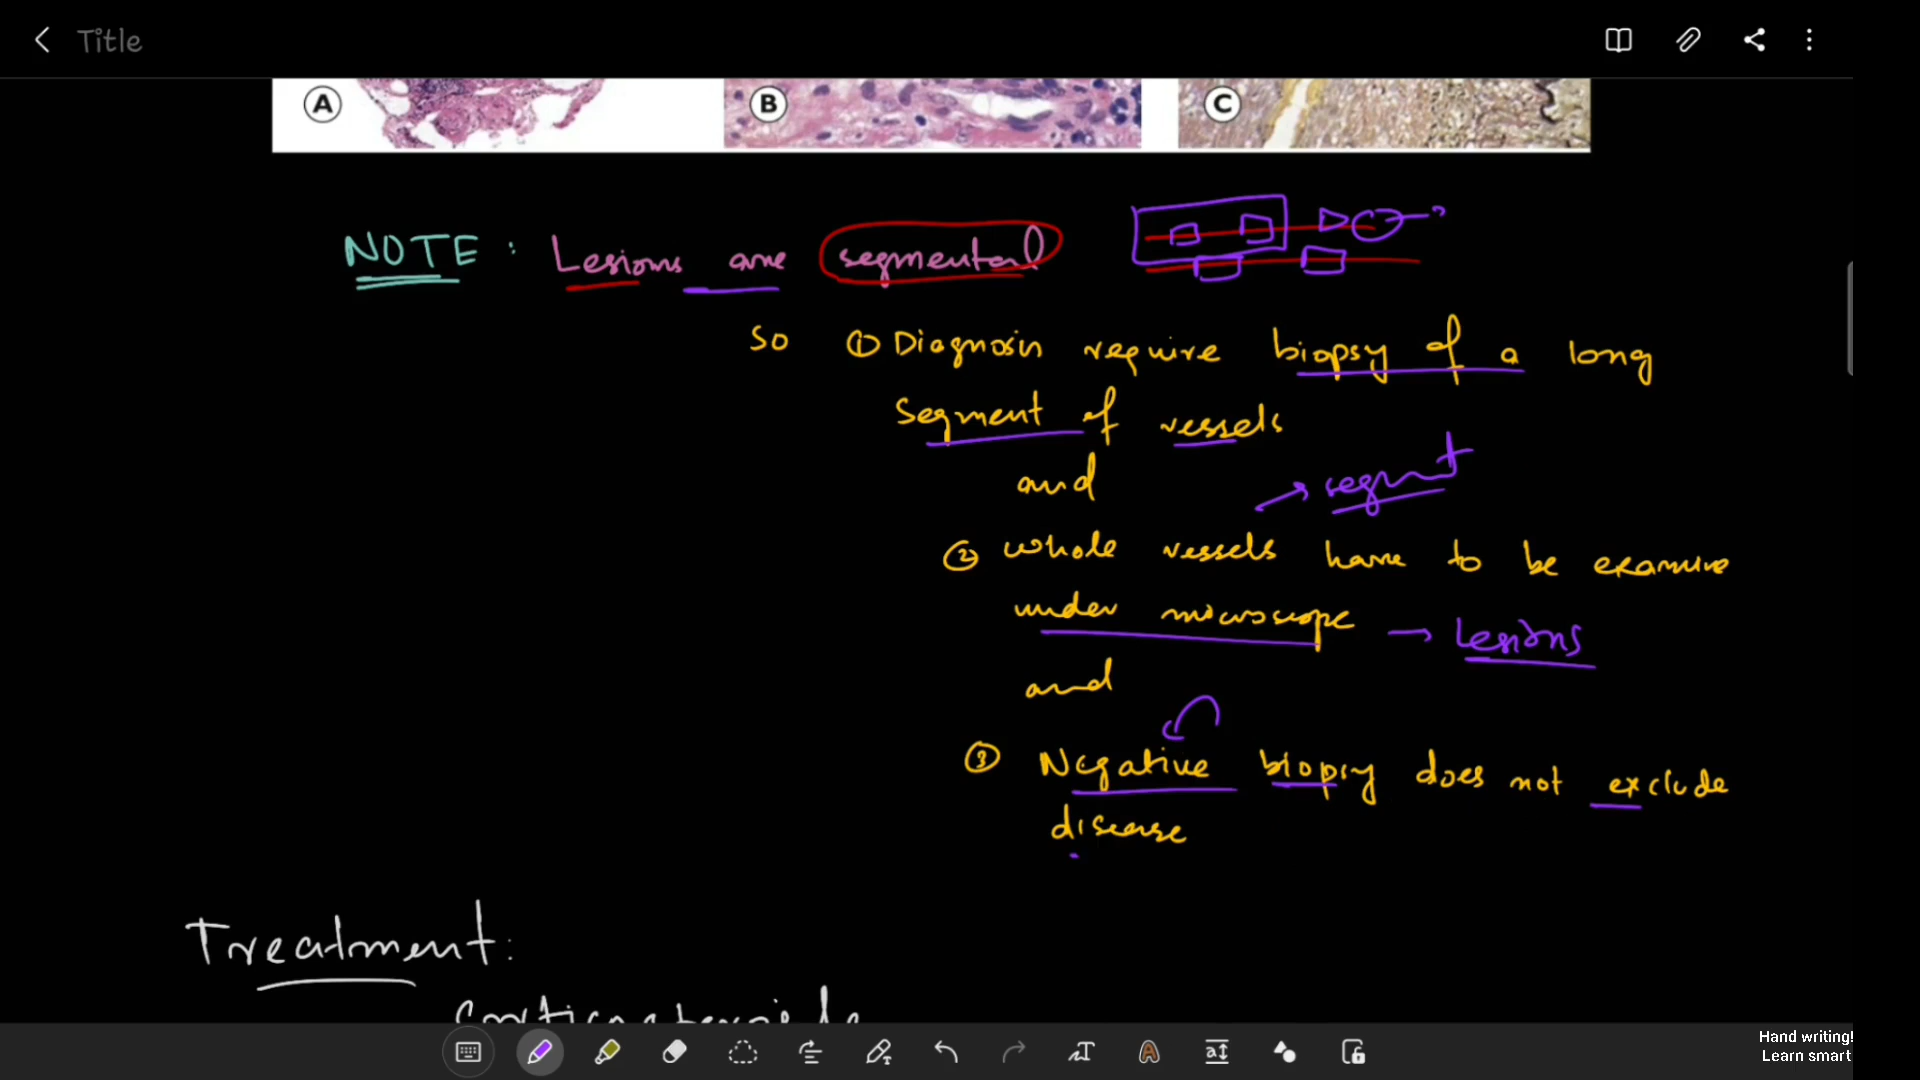 Title
A B C
NOTE : Lesions are segmental
So ① Diagnosis require biopsy of a long
segment of vessels
and
→ segment
② whole vessels have to be examine
under microscope → Lesions
and
③ Negative biopsy does not exclude
disease
Treatment:
Hand writing!
Learn smart